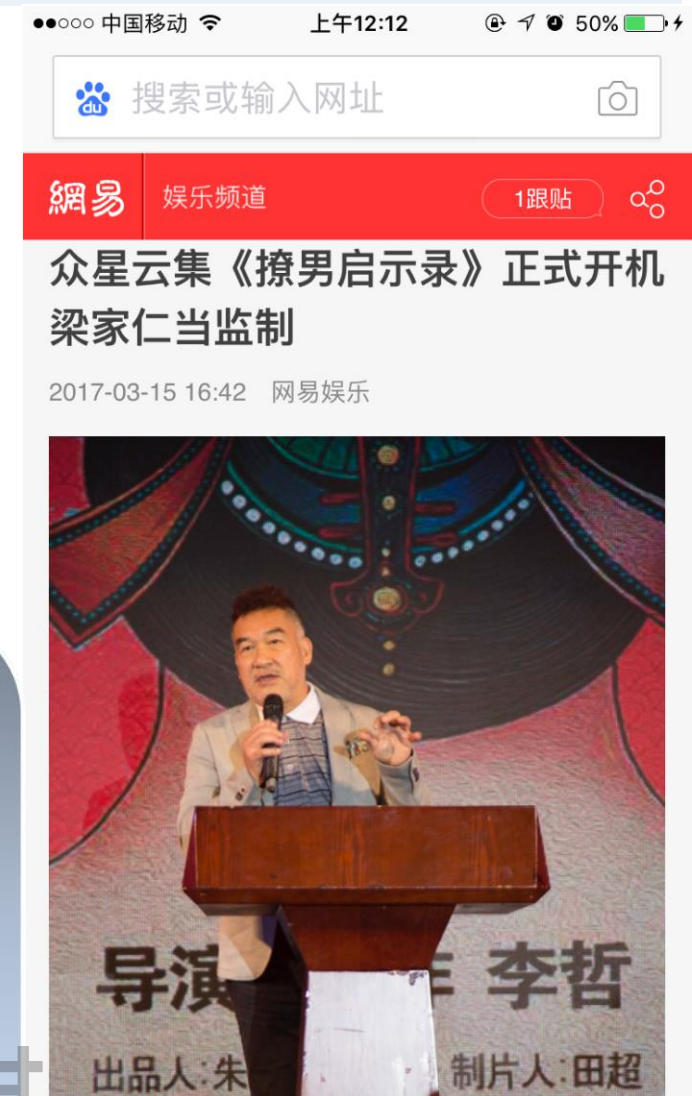 中国移动 上午12:12 50%
du 搜索或输入网址
網易 娱乐频道 1跟贴
众星云集《撩男启示录》正式开机
梁家仁当监制
2017-03-15 16:42 网易娱乐
导演 李哲
出品人:朱 制片人:田超